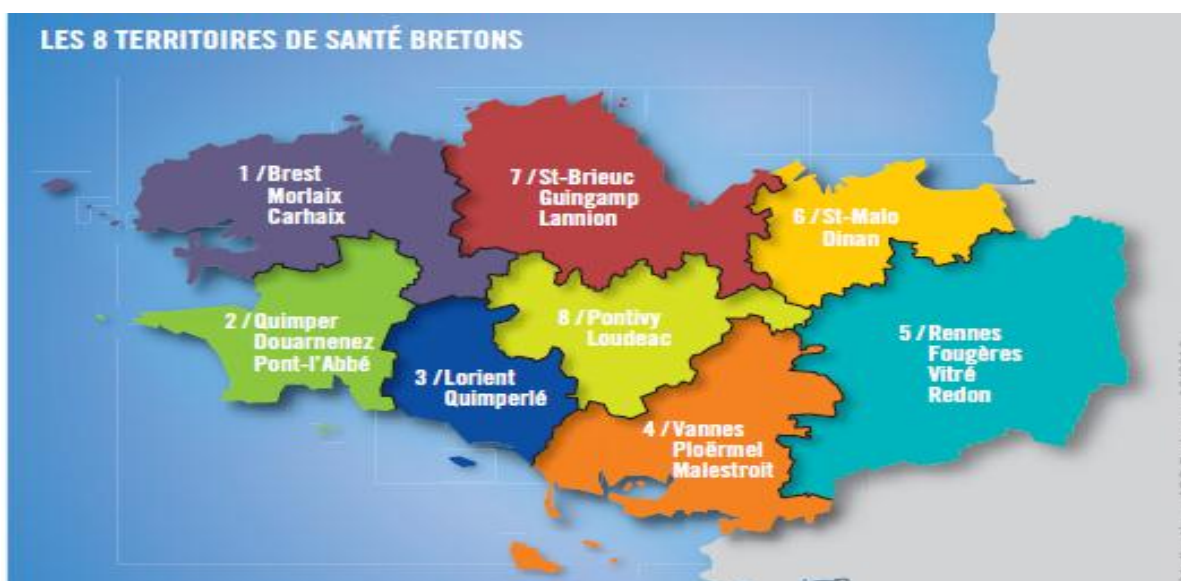 LES 8 TERRITOIRES DE SANTÉ BRETONS
1 / Brest
Morlaix
Carhaix
2 / Quimper
Douarnenez
Pont-l'Abbé
3 / Lorient
Quimperlé
4 / Vannes
Ploërmel
Malestroit
5 / Rennes
Fougères
Vitré
Redon
6 / St-Malo
Dinan
7 / St-Brieuc
Guingamp
Lannion
8 / Pontivy
Loudeac